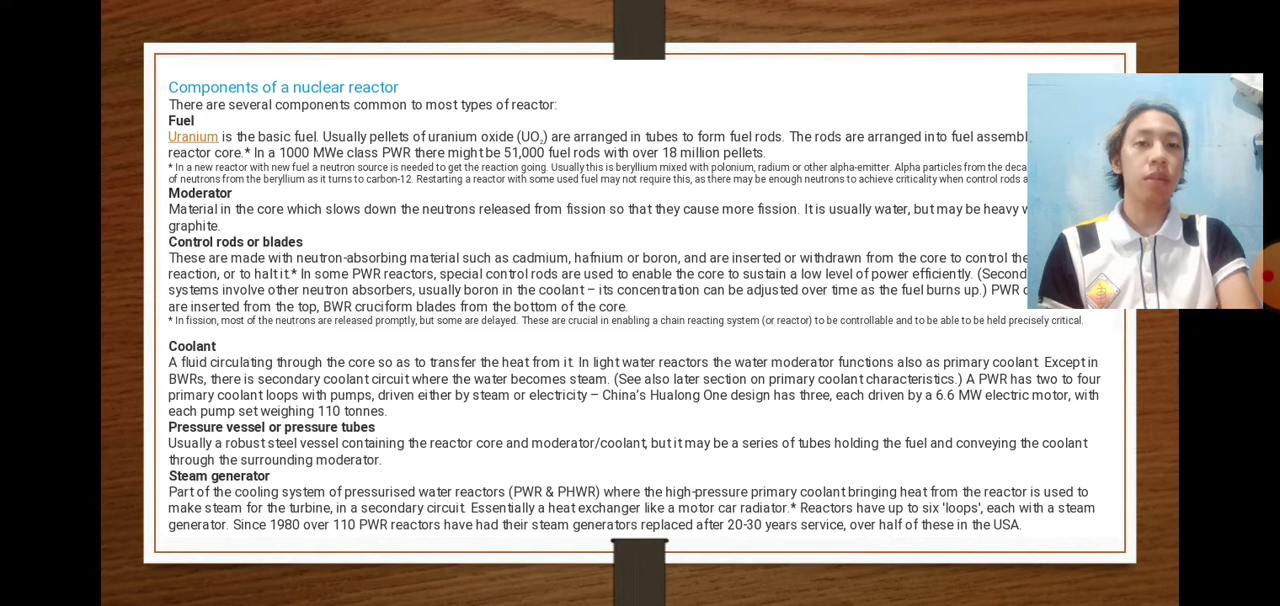 Components of a nuclear reactor
There are several components common to most types of reactor:
Fuel
Uranium is the basic fuel. Usually pellets of uranium oxide (UO₂) are arranged in tubes to form fuel rods. The rods are arranged into fuel
reactor core.* In a 1000 MWe class PWR there might be 51,000 fuel rods with over 18 million pellets.
* In a new reactor with new fuel a neutron source is needed to get the reaction going. Usually this is beryllium mixed with polonium, radium or other alpha-emitter. Alpha particles from the
of neutrons from the beryllium as it turns to carbon-12. Restarting a reactor with some used fuel may not require this, as there may be enough neutrons to achieve criticality when control rods
Moderator
Material in the core which slows down the neutrons released from fission so that they cause more fission. It is usually water, but may be heavy
graphite.
Control rods or blades
These are made with neutron-absorbing material such as cadmium, hafnium or boron, and are inserted or withdrawn from the core to control the
reaction, or to halt it.* In some PWR reactors, special control rods are used to enable the core to sustain a low level of power efficiently.
systems involve other neutron absorbers, usually boron in the coolant – its concentration can be adjusted over time as the fuel burns up.) PWR
are inserted from the top, BWR cruciform blades from the bottom of the core.
* In fission, most of the neutrons are released promptly, but some are delayed. These are crucial in enabling a chain reacting system (or reactor) to be controllable and to be able to be held precisely critical.
Coolant
A fluid circulating through the core so as to transfer the heat from it. In light water reactors the water moderator functions also as primary coolant. Except in
BWRs, there is secondary coolant circuit where the water becomes steam. (See also later section on primary coolant characteristics.) A PWR has two to four
primary coolant loops with pumps, driven either by steam or electricity – China's Hualong One design has three, each driven by a 6.6 MW electric motor, with
each pump set weighing 110 tonnes.
Pressure vessel or pressure tubes
Usually a robust steel vessel containing the reactor core and moderator/coolant, but it may be a series of tubes holding the fuel and conveying the coolant
through the surrounding moderator.
Steam generator
Part of the cooling system of pressurised water reactors (PWR & PHWR) where the high-pressure primary coolant bringing heat from the reactor is used to
make steam for the turbine, in a secondary circuit. Essentially a heat exchanger like a motor car radiator.* Reactors have up to six 'loops', each with a steam
generator. Since 1980 over 110 PWR reactors have had their steam generators replaced after 20-30 years service, over half of these in the USA.